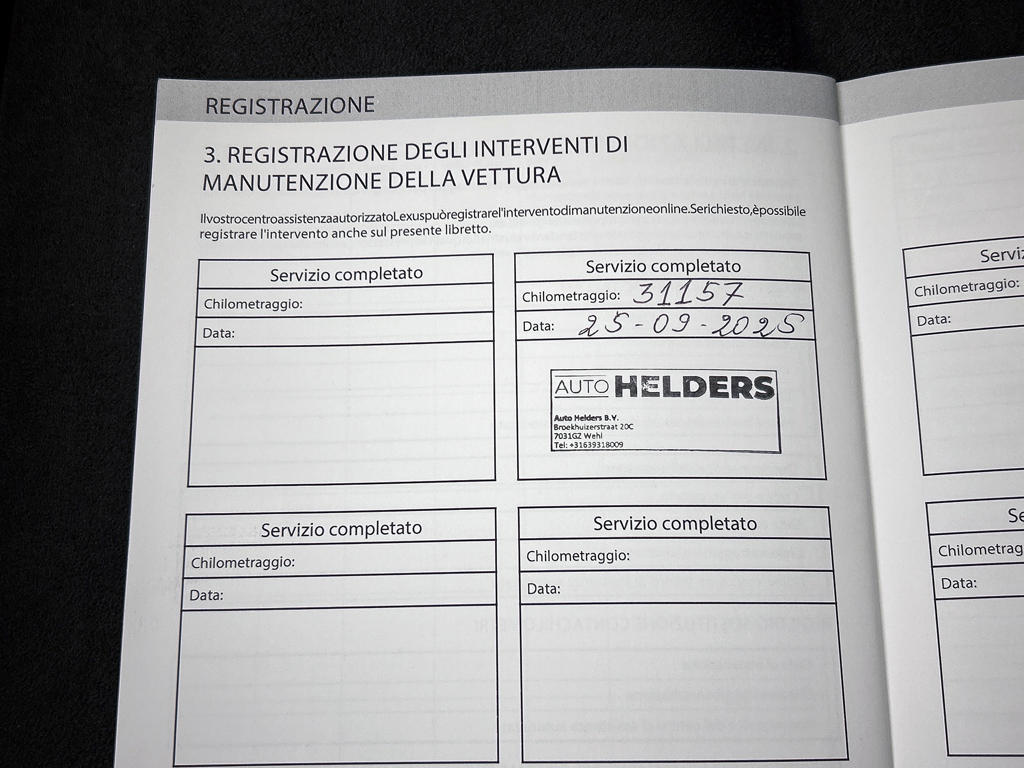 REGISTRAZIONE
3. REGISTRAZIONE DEGLI INTERVENTI DI
MANUTENZIONE DELLA VETTURA
IlvostrocentroassistenzaautorizzatoLexuspuòregistrarel'interventodimanutenzioneonline.Serichiesto,èpossibile
registrare l'intervento anche sul presente libretto.
Servizio completato
Chilometraggio:
Data:
Servizio completato
Chilometraggio: 31157
Data: 25-09-2025
AUTO HELDERS
Auto Helders B.V.
Broekhuizerstraat 20C
7031GZ Wehl
Tel: +31639318009
Servizio completato
Chilometraggio:
Data:
Servizio completato
Chilometraggio:
Data:
Chilometraggio:
Data:
Data: